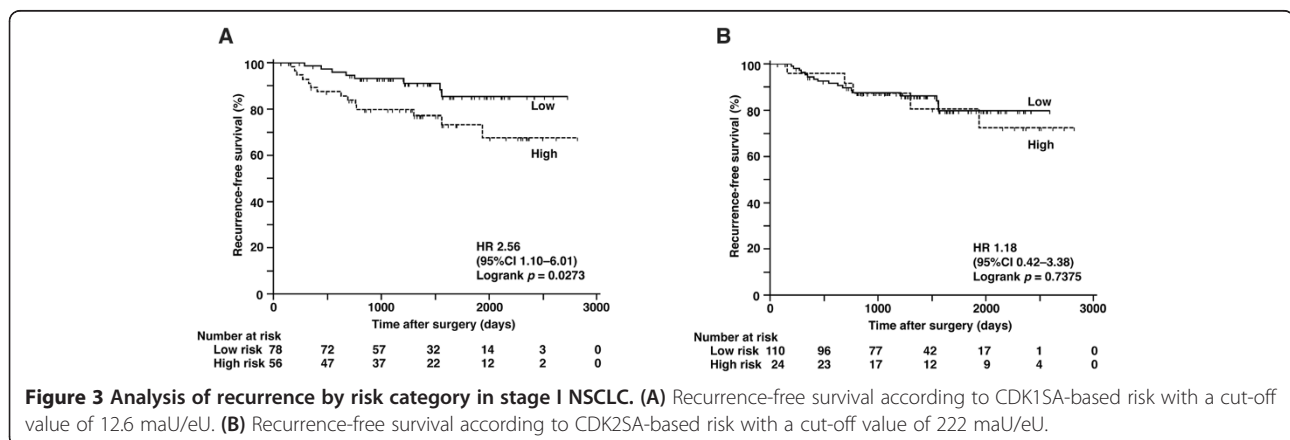 A
100
80
60
40
20
0
Recurrence-free survival (%)
Low
High
HR 2.56
(95%CI 1.10–6.01)
Logrank p = 0.0273
0 1000 2000 3000
Time after surgery (days)
Number at risk
Low risk 78 72 57 32 14 3 0
High risk 56 47 37 22 12 2 0
B
100
80
60
40
20
0
Recurrence-free survival (%)
Low
High
HR 1.18
(95%CI 0.42–3.38)
Logrank p = 0.7375
0 1000 2000 3000
Time after surgery (days)
Number at risk
Low risk 110 96 77 42 17 1 0
High risk 24 23 17 12 9 4 0
Figure 3 Analysis of recurrence by risk category in stage I NSCLC. (A) Recurrence-free survival according to CDK1SA-based risk with a cut-off
value of 12.6 maU/eU. (B) Recurrence-free survival according to CDK2SA-based risk with a cut-off value of 222 maU/eU.